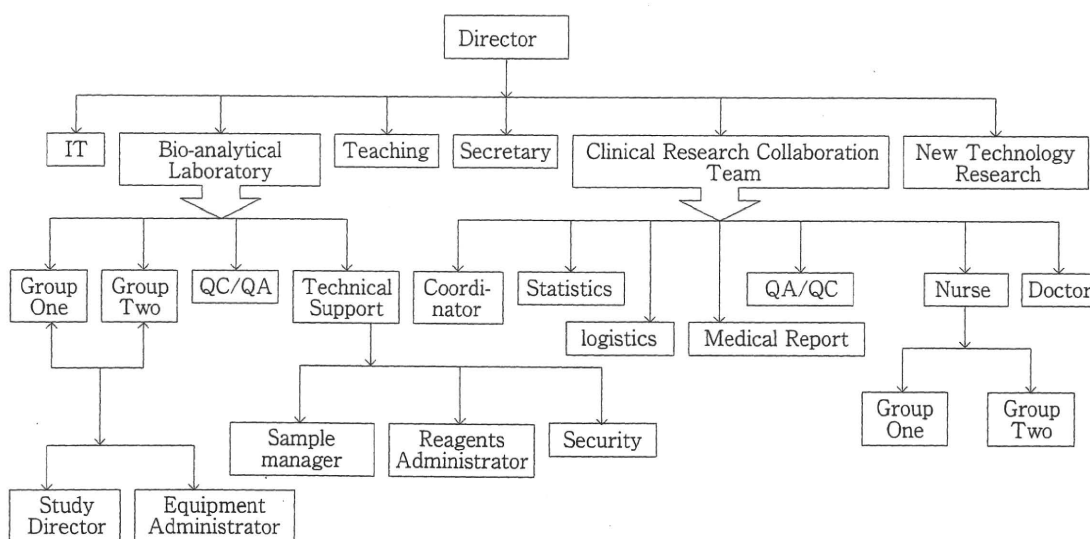 Director
IT
Bio-analytical
Laboratory
Teaching
Secretary
Clinical Research Collaboration
Team
New Technology
Research
Group
One
Group
Two
QC/QA
Technical
Support
Coordi-
nator
Statistics
logistics
Medical Report
QA/QC
Nurse
Doctor
Group
One
Group
Two
Sample
manager
Reagents
Administrator
Security
Study
Director
Equipment
Administrator